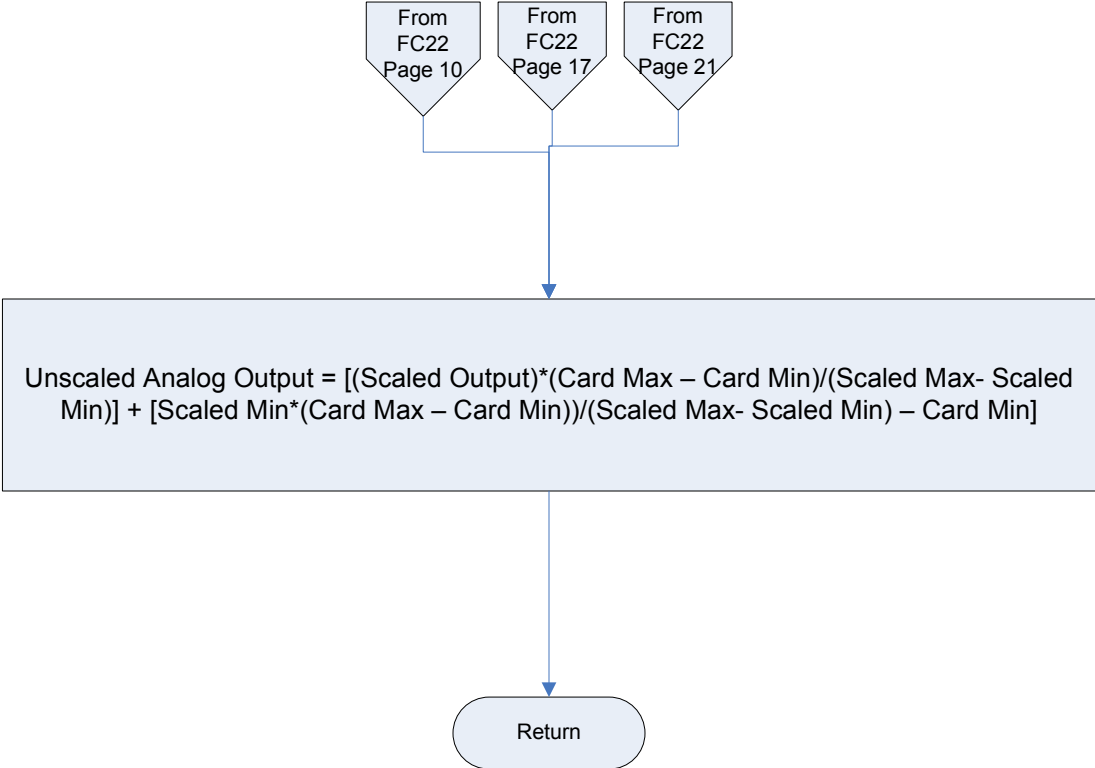 From
FC22
Page 10
From
FC22
Page 17
From
FC22
Page 21
Unscaled Analog Output = [(Scaled Output)*(Card Max – Card Min)/(Scaled Max- Scaled
Min)] + [Scaled Min*(Card Max – Card Min))/(Scaled Max- Scaled Min) – Card Min]
Return